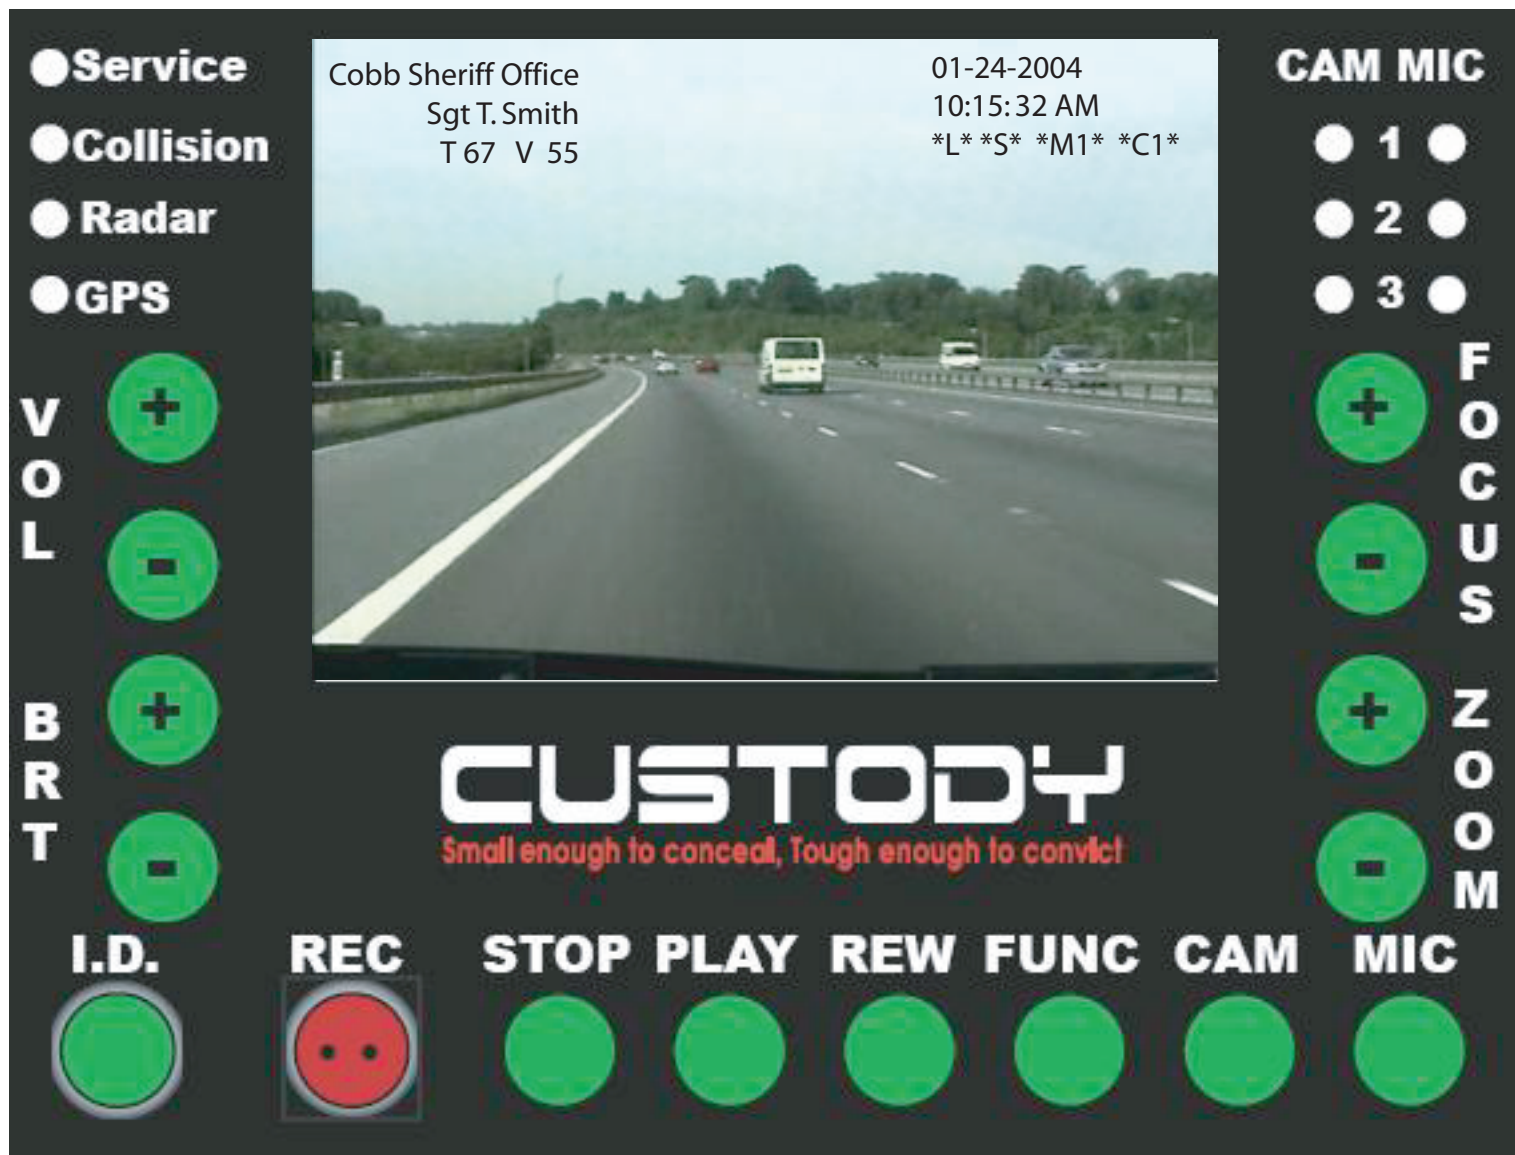 Service
Collision
Radar
GPS
Cobb Sheriff Office
Sgt T. Smith
T 67 V 55
01-24-2004
10:15:32 AM
*L* *S* *M1* *C1*
CAM MIC
1
2
3
VOL
+
-
BRT
+
-
FOCUS
+
-
ZOOM
+
-
CUSTODY
Small enough to conceal, Tough enough to convict
I.D. REC STOP PLAY REW FUNC CAM MIC